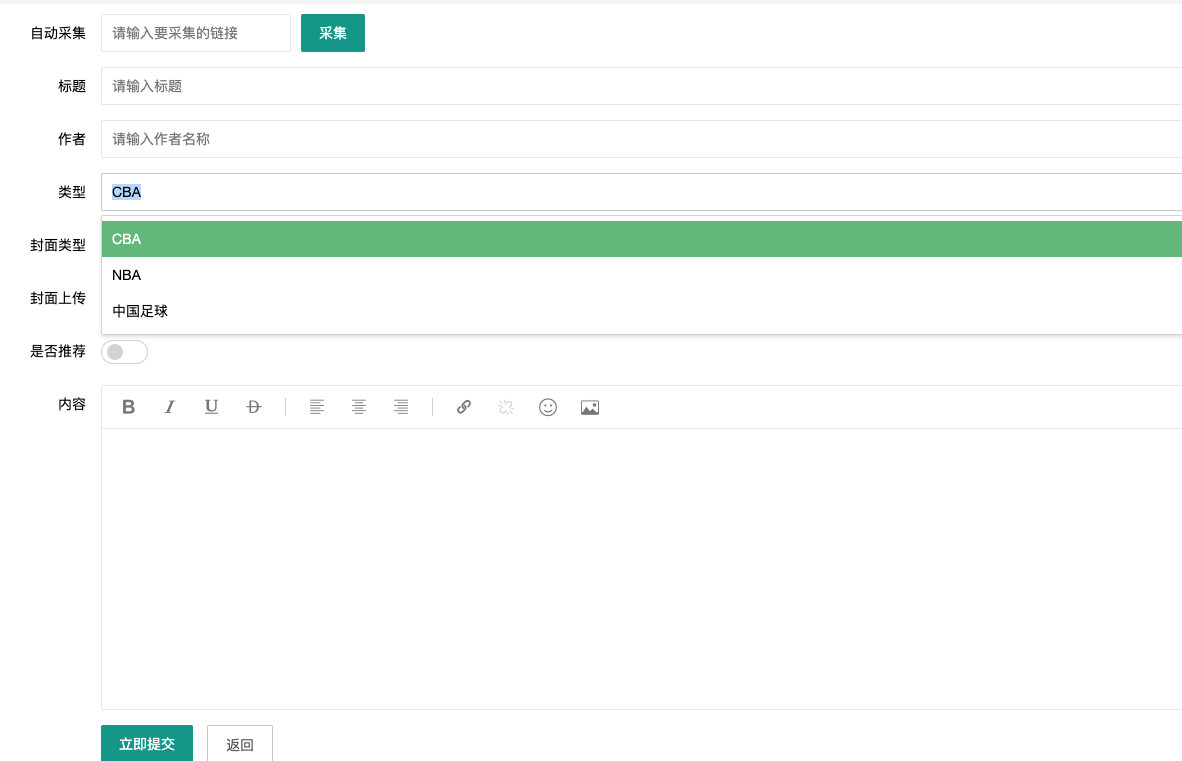 自动采集 请输入要采集的链接 采集
标题 请输入标题
作者 请输入作者名称
类型 CBA
CBA
封面类型
NBA
封面上传
中国足球
是否推荐
内容 B I U D
立即提交 返回